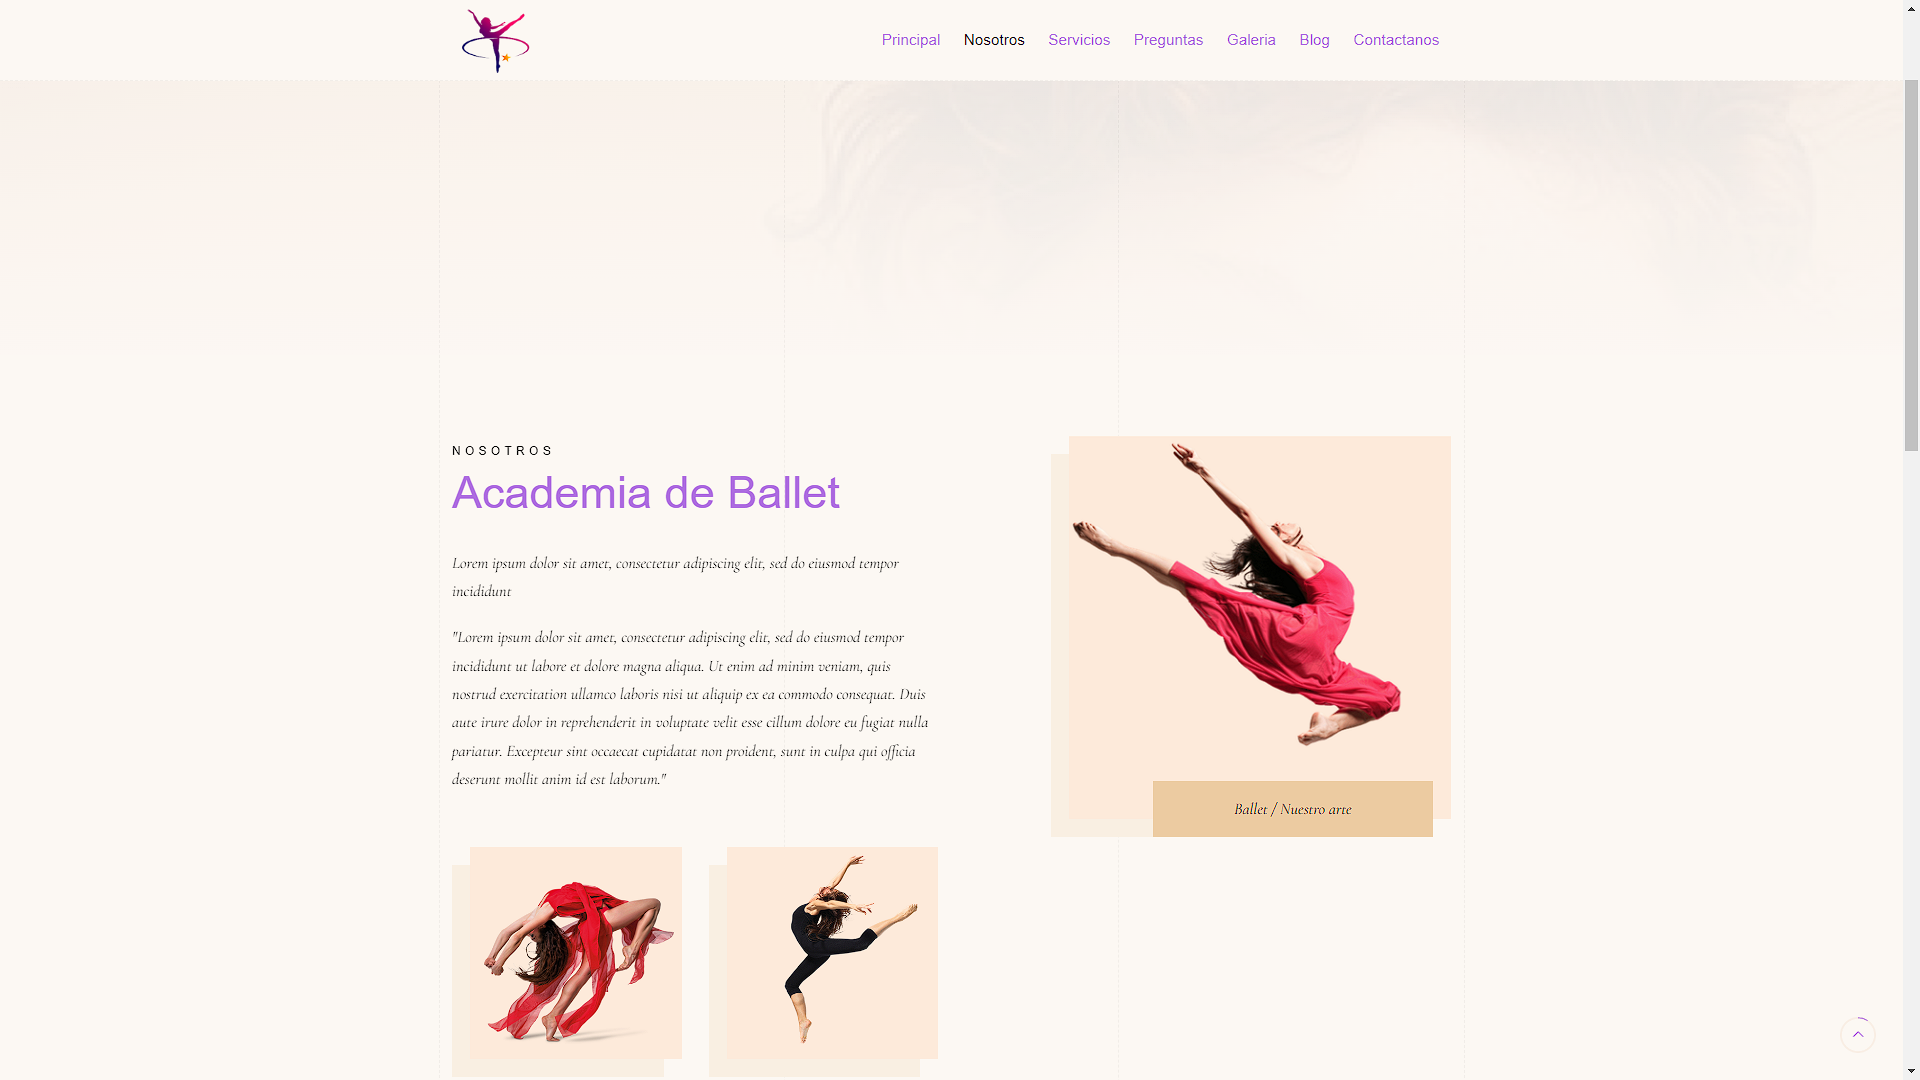 Principal Nosotros Servicios Preguntas Galeria Blog Contactanos
NOSOTROS
Academia de Ballet
Lorem ipsum dolor sit amet, consectetur adipiscing elit, sed do eiusmod tempor
incididunt
"Lorem ipsum dolor sit amet, consectetur adipiscing elit, sed do eiusmod tempor
incididunt ut labore et dolore magna aliqua. Ut enim ad minim veniam, quis
nostrud exercitation ullamco laboris nisi ut aliquip ex ea commodo consequat. Duis
aute irure dolor in reprehenderit in voluptate velit esse cillum dolore eu fugiat nulla
pariatur. Excepteur sint occaecat cupidatat non proident, sunt in culpa qui officia
deserunt mollit anim id est laborum."
Ballet / Nuestro arte